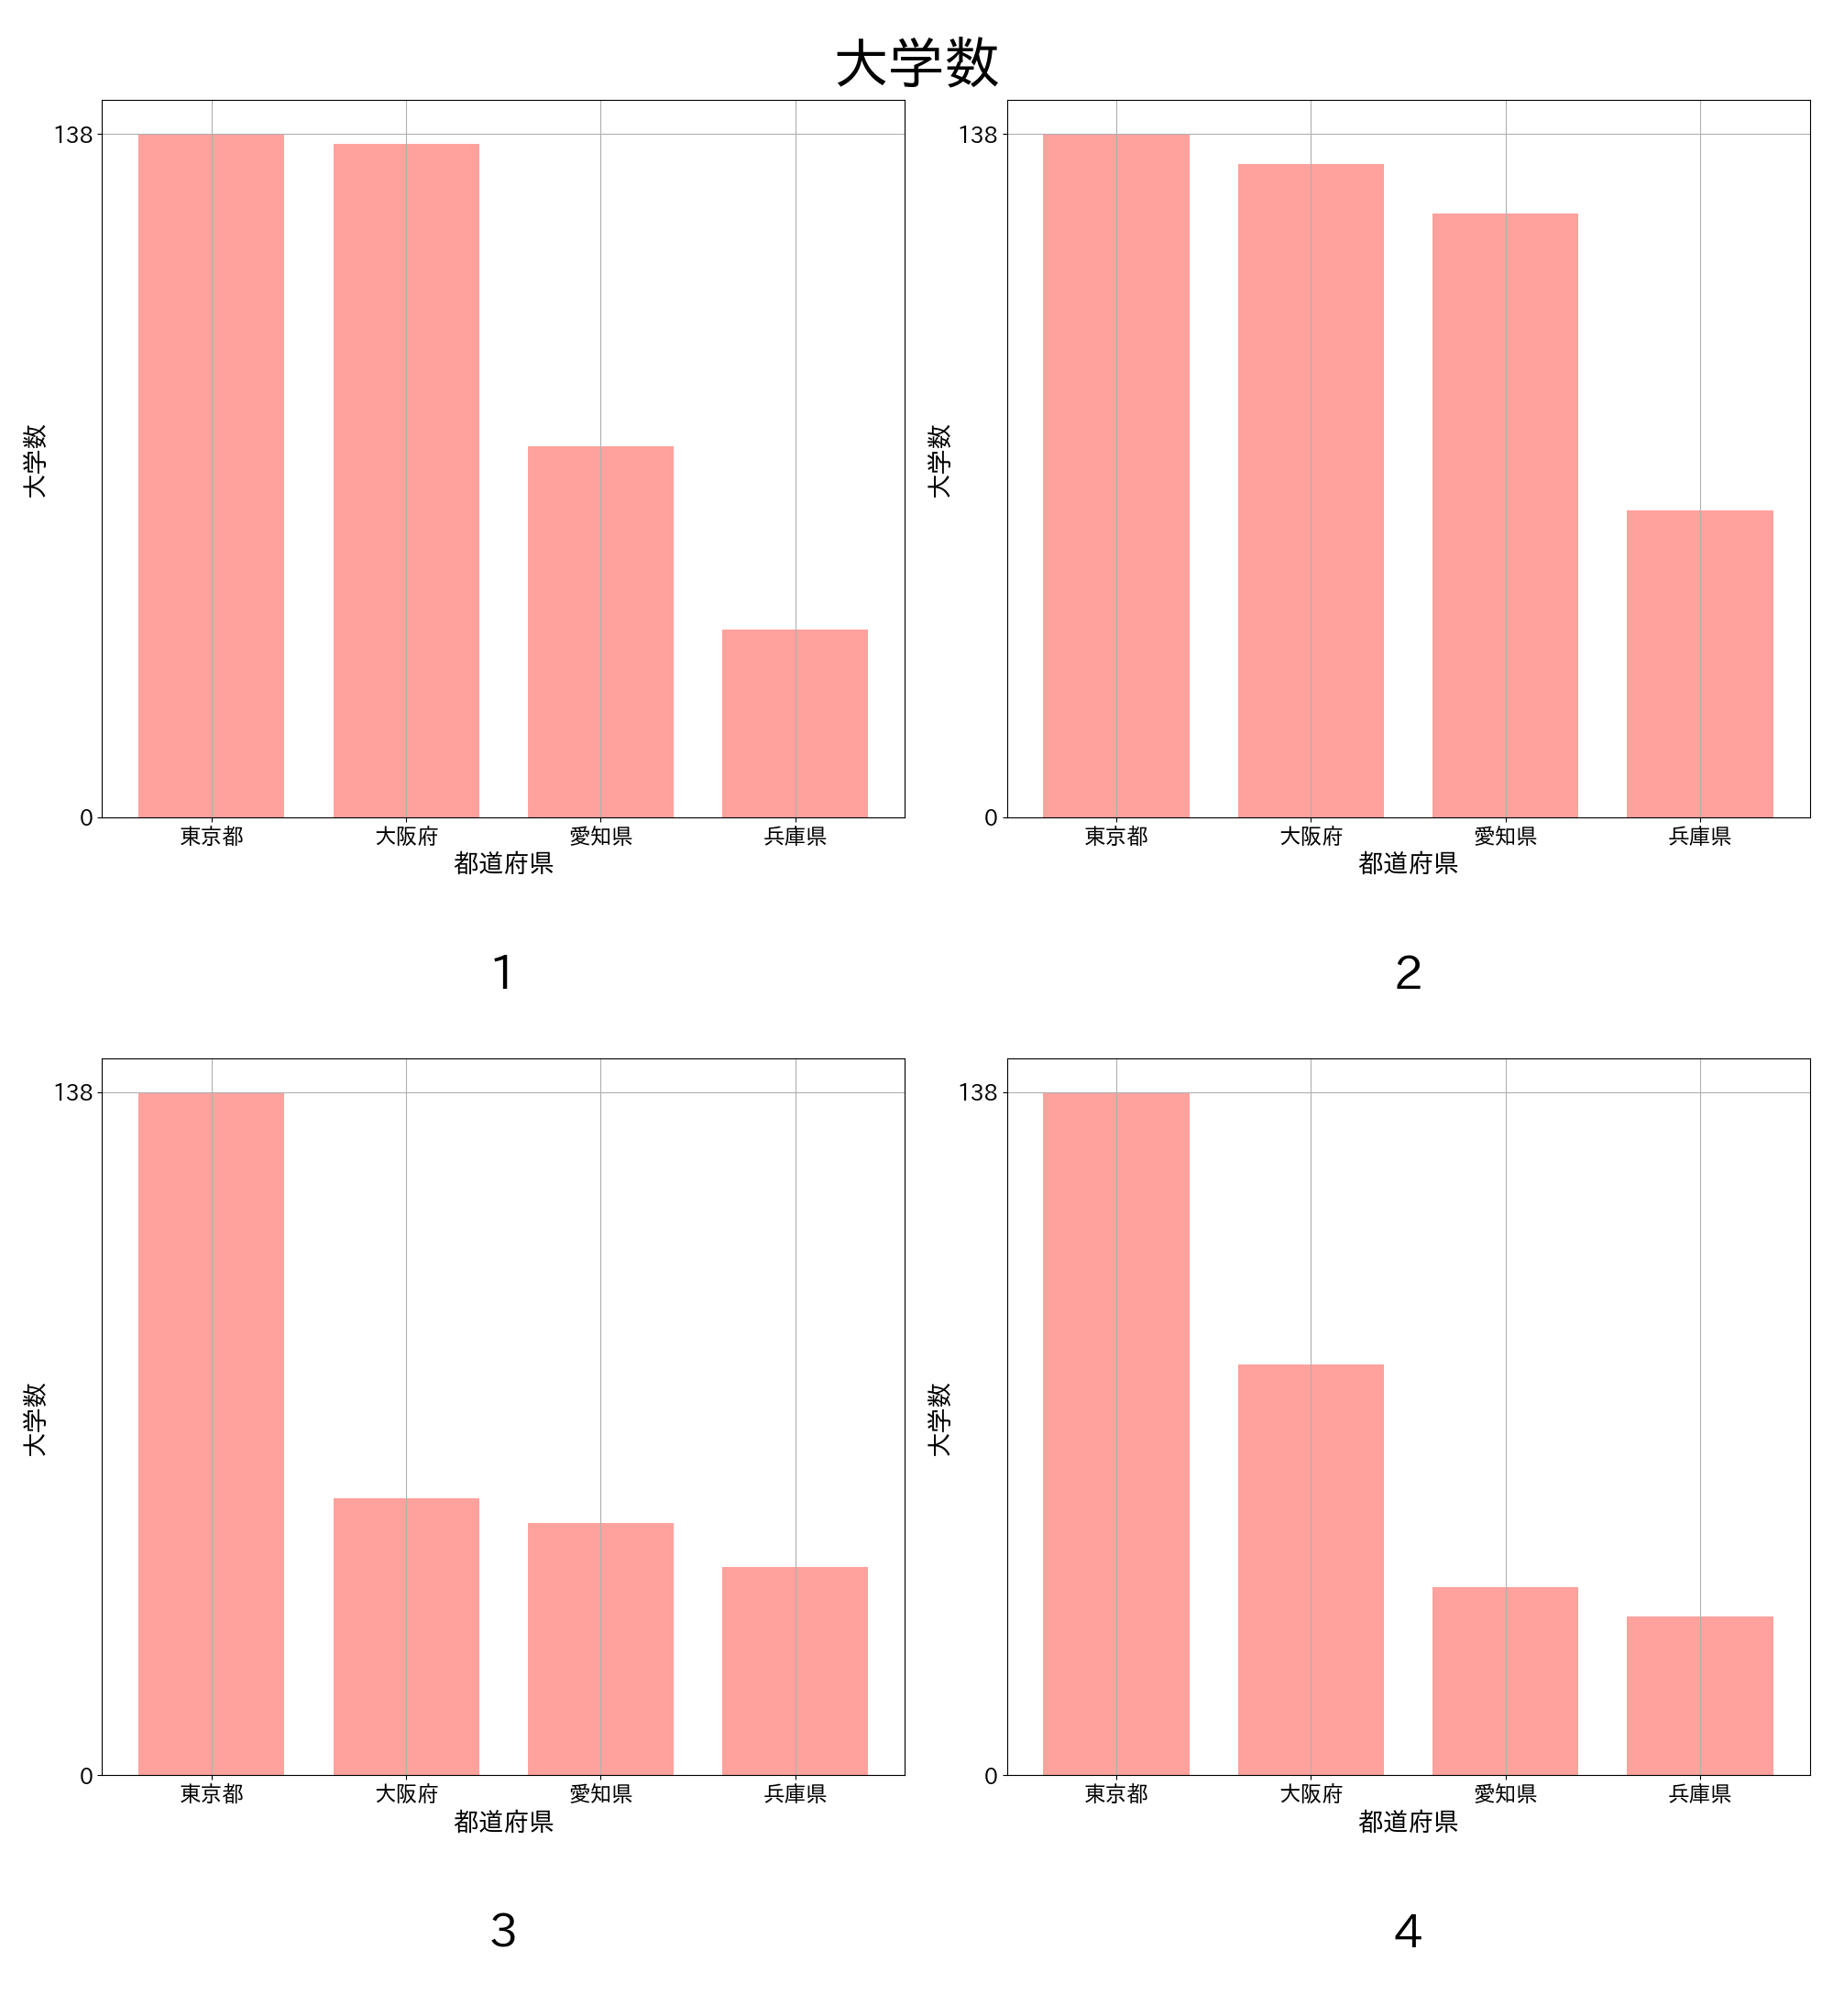 大学数
138
0
大学数
東京都 大阪府 愛知県 兵庫県
都道府県
1
138
0
大学数
東京都 大阪府 愛知県 兵庫県
都道府県
2
138
0
大学数
東京都 大阪府 愛知県 兵庫県
都道府県
3
138
0
大学数
東京都 大阪府 愛知県 兵庫県
都道府県
4